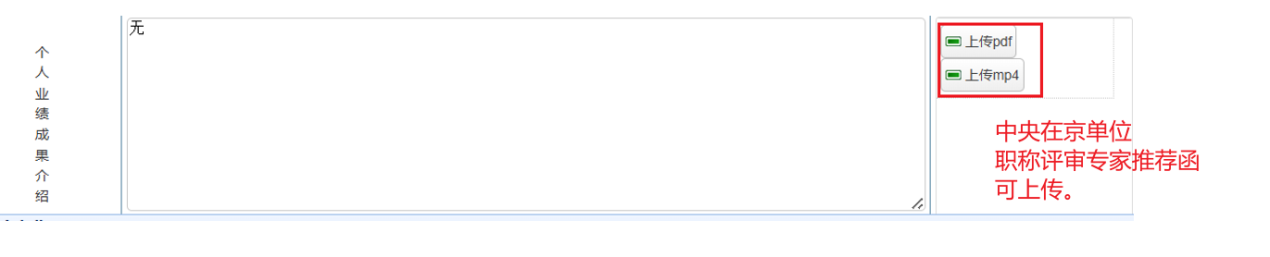 个人业绩成果介绍
无
上传pdf
上传mp4
中央在京单位
职称评审专家推荐函
可上传。